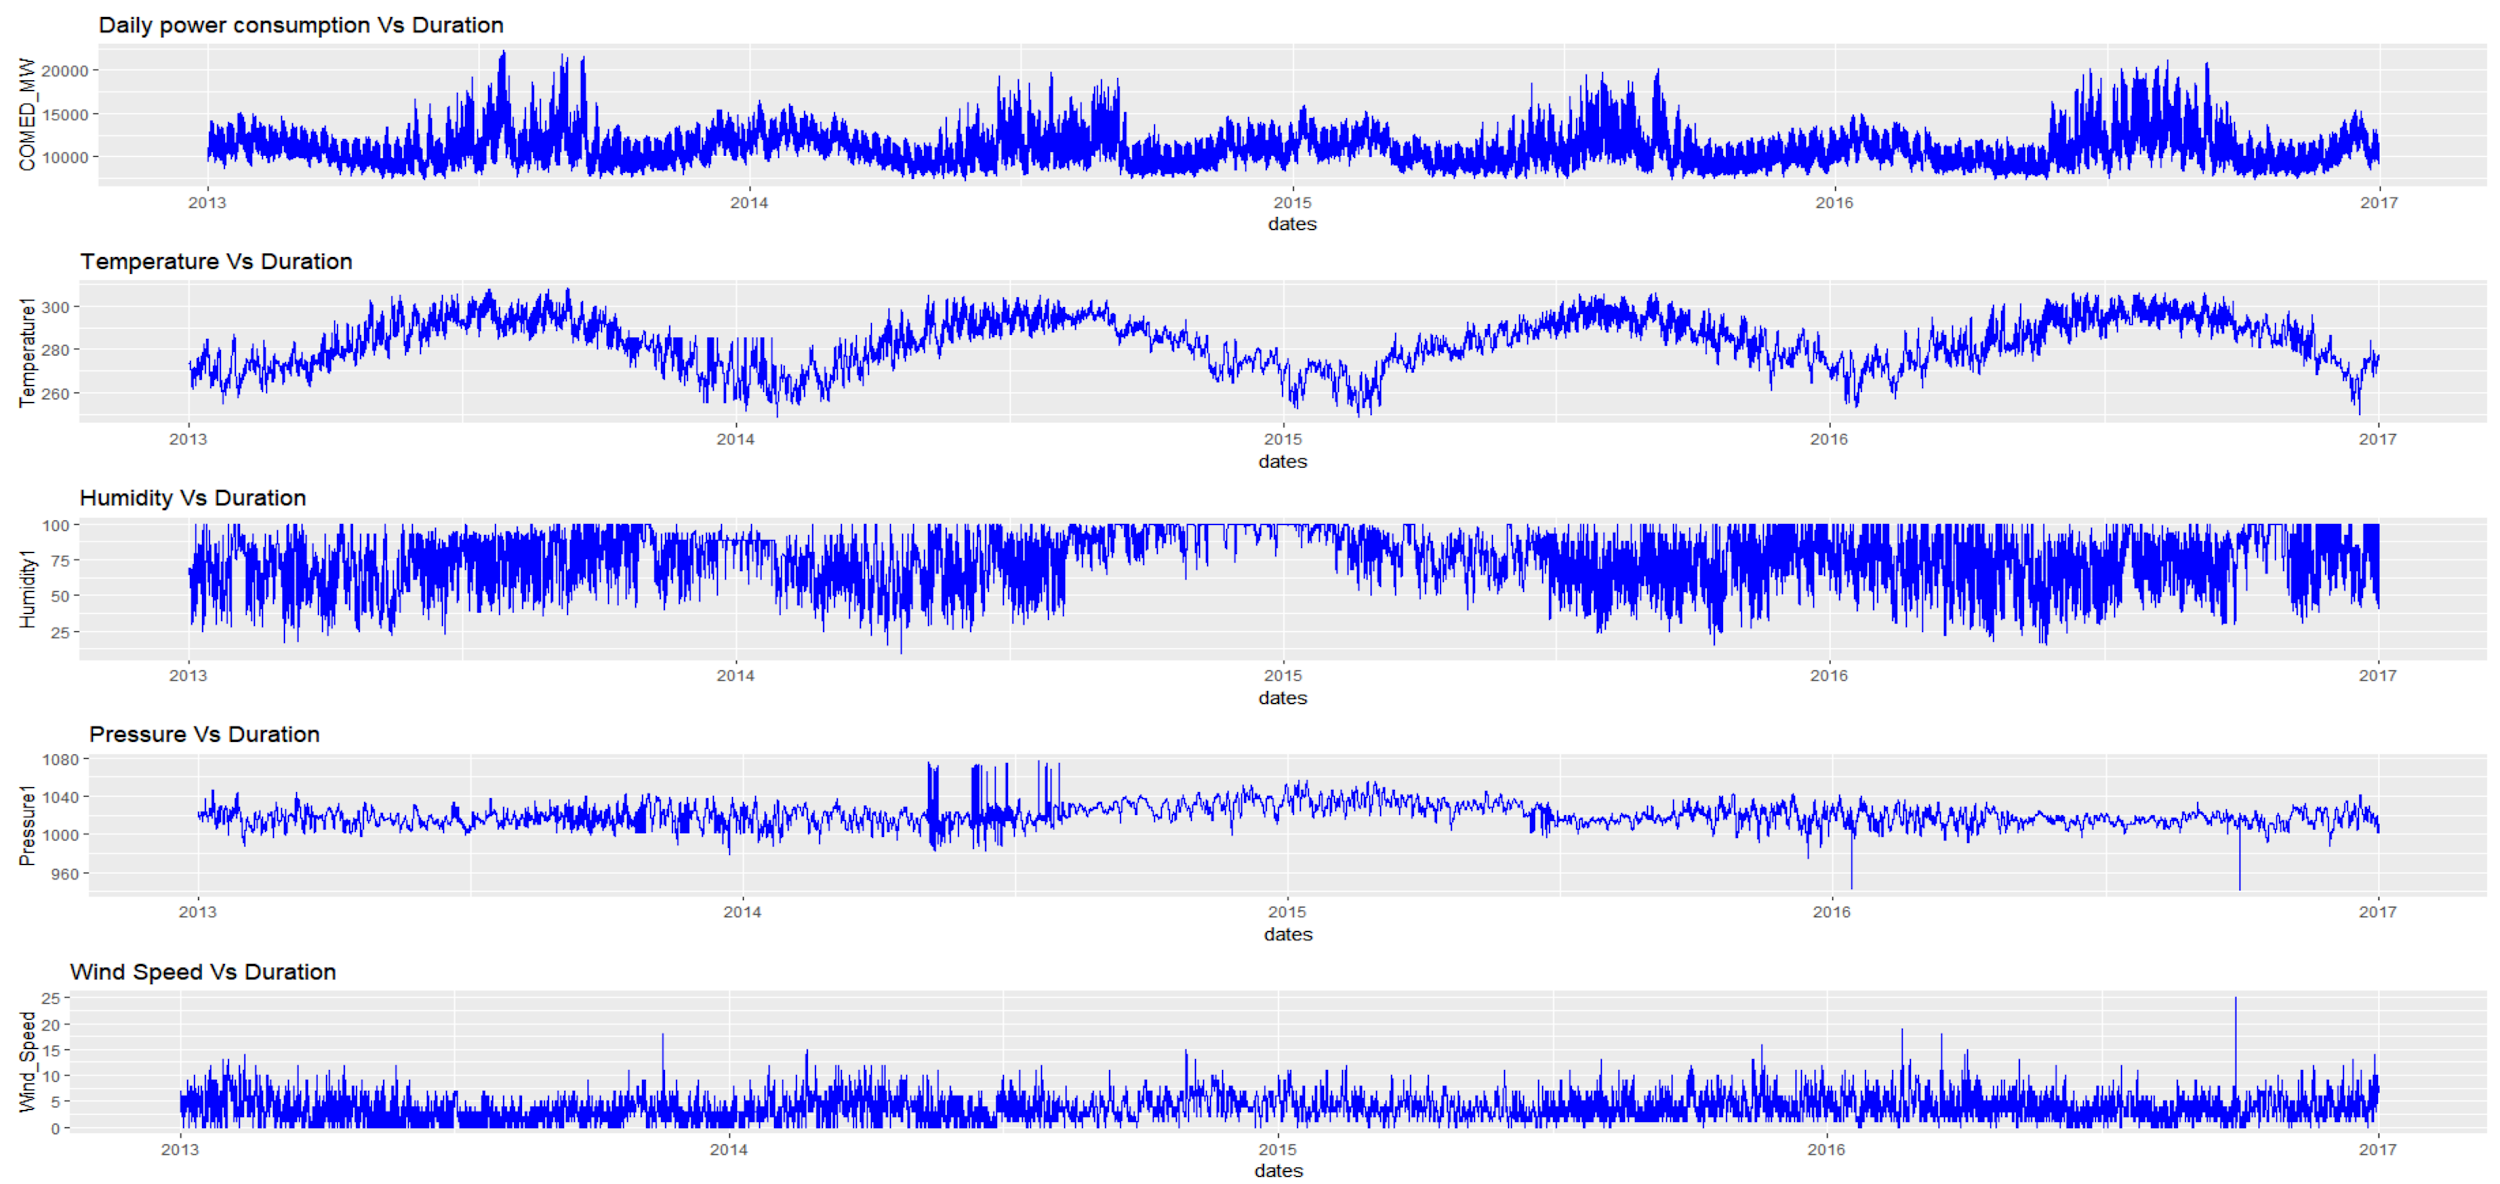 Daily power consumption Vs Duration
COMED_MW
20000
15000
10000
2013 2014 2015 2016 2017
dates
Temperature Vs Duration
Temperature1
300
280
260
2013 2014 2015 2016 2017
dates
Humidity Vs Duration
Humidity1
100
75
50
25
2013 2014 2015 2016 2017
dates
Pressure Vs Duration
Pressure1
1080
1040
1000
960
2013 2014 2015 2016 2017
dates
Wind Speed Vs Duration
Wind_Speed
25
20
15
10
5
0
2013 2014 2015 2016 2017
dates